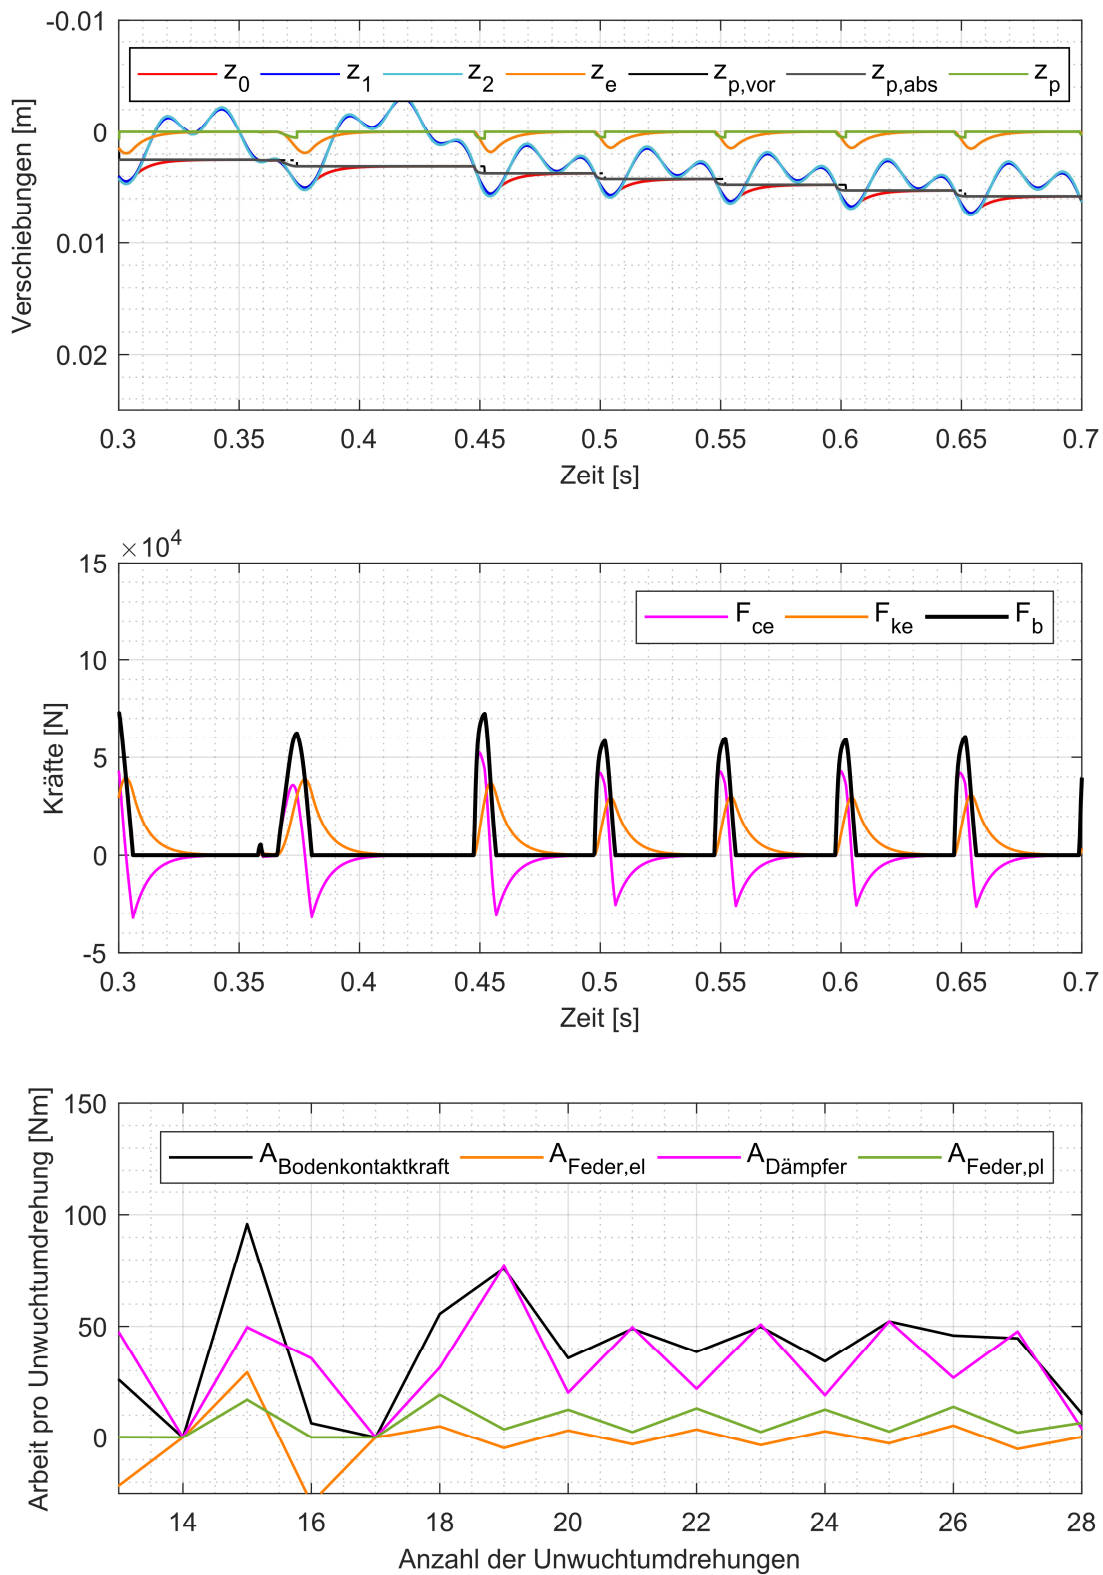 -0.01
z0 z1 z2 ze zp,vor zp,abs zp
0
0.01
0.02
Verschiebungen [m]
0.3 0.35 0.4 0.45 0.5 0.55 0.6 0.65 0.7
Zeit [s]
×10^4
15
Fce Fke Fb
10
5
0
-5
Kräfte [N]
0.3 0.35 0.4 0.45 0.5 0.55 0.6 0.65 0.7
Zeit [s]
150
ABodenkontaktkraft AFeder,el ADämpfer AFeder,pl
100
50
0
Arbeit pro Unwuchtumdrehung [Nm]
14 16 18 20 22 24 26 28
Anzahl der Unwuchtumdrehungen